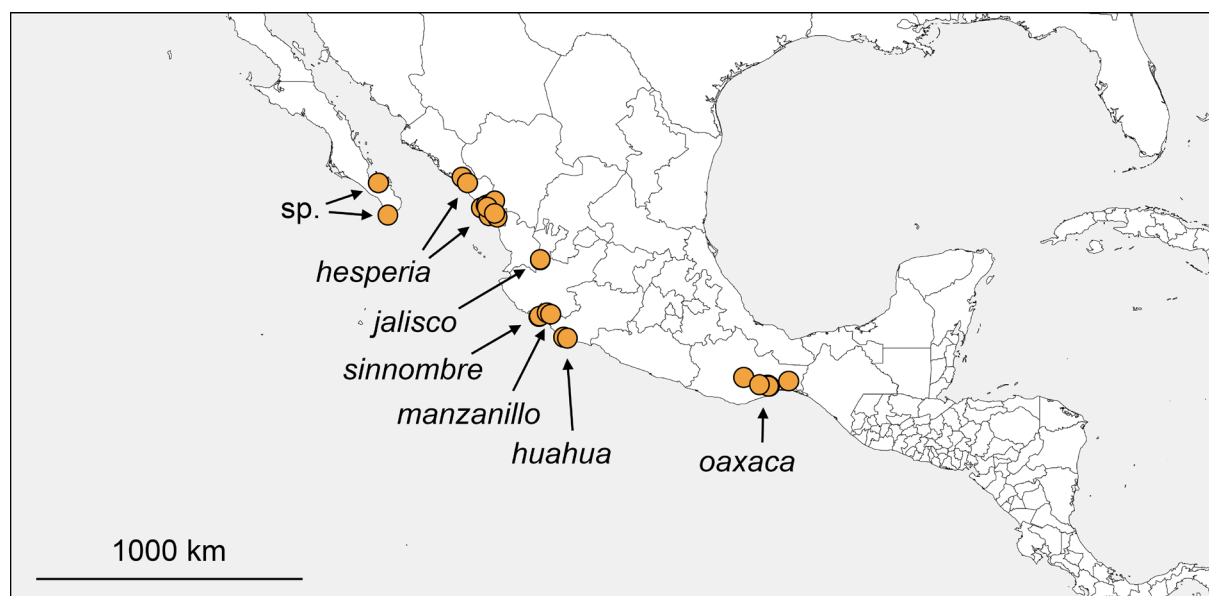 sp.
hesperia
jalisco
sinnombre
manzanillo
huahua
oaxaca
1000 km